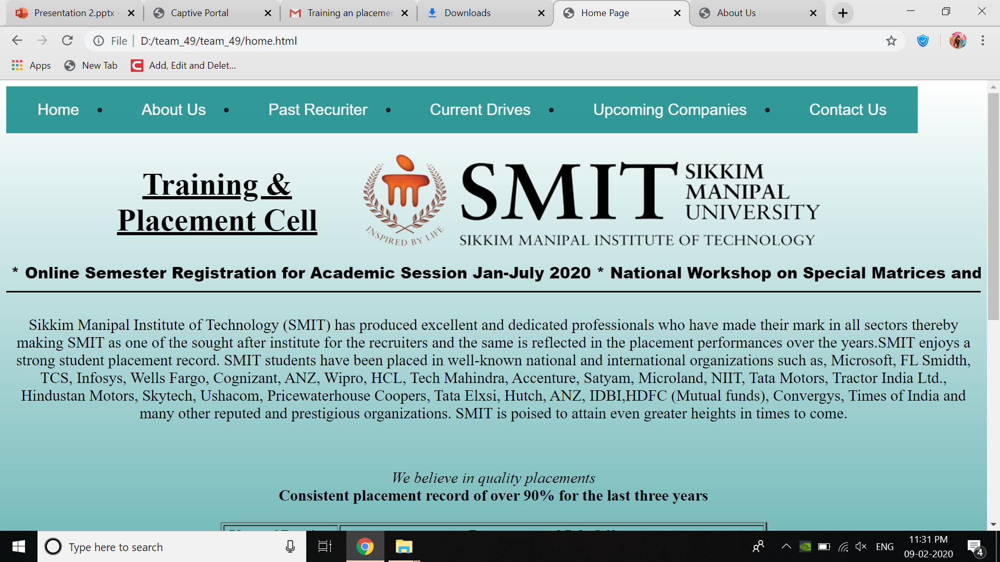 Presentation 2.pptx -
Captive Portal
Training an placemen
Downloads
Home Page
About Us
File
D:/team_49/team_49/home.html
Apps
New Tab
Add, Edit and Delet...
Home • About Us • Past Recuriter • Current Drives • Upcoming Companies • Contact Us
Training &
Placement Cell
INSPIRED BY LIFE
SMIT
SIKKIM
MANIPAL
UNIVERSITY
SIKKIM MANIPAL INSTITUTE OF TECHNOLOGY
* Online Semester Registration for Academic Session Jan-July 2020 * National Workshop on Special Matrices and
Sikkim Manipal Institute of Technology (SMIT) has produced excellent and dedicated professionals who have made their mark in all sectors thereby
making SMIT as one of the sought after institute for the recruiters and the same is reflected in the placement performances over the years.SMIT enjoys a
strong student placement record. SMIT students have been placed in well-known national and international organizations such as, Microsoft, FL Smidth,
TCS, Infosys, Wells Fargo, Cognizant, ANZ, Wipro, HCL, Tech Mahindra, Accenture, Satyam, Microland, NIIT, Tata Motors, Tractor India Ltd.,
Hindustan Motors, Skytech, Ushacom, Pricewaterhouse Coopers, Tata Elxsi, Hutch, ANZ, IDBI,HDFC (Mutual funds), Convergys, Times of India and
many other reputed and prestigious organizations. SMIT is poised to attain even greater heights in times to come.
We believe in quality placements
Consistent placement record of over 90% for the last three years
Type here to search
ENG
11:31 PM
09-02-2020
4